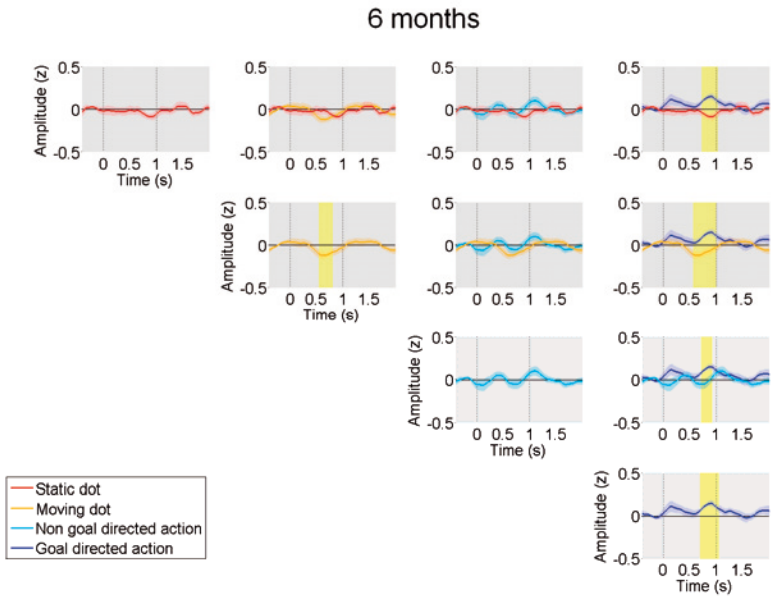 6 months
0.5 0.5 0.5 0.5
Amplitude (z)
0 0 0 0
-0.5 -0.5 -0.5 -0.5
0 0.5 1 1.5 0 0.5 1 1.5 0 0.5 1 1.5 0 0.5 1 1.5
Time (s)
0.5 0.5 0.5
Amplitude (z)
0 0 0
-0.5 -0.5 -0.5
0 0.5 1 1.5 0 0.5 1 1.5 0 0.5 1 1.5
Time (s)
0.5 0.5
Amplitude (z)
0 0
-0.5 -0.5
0 0.5 1 1.5 0 0.5 1 1.5
Time (s)
0.5
Amplitude (z)
0
-0.5
0 0.5 1 1.5
Time (s)
Static dot
Moving dot
Non goal directed action
Goal directed action